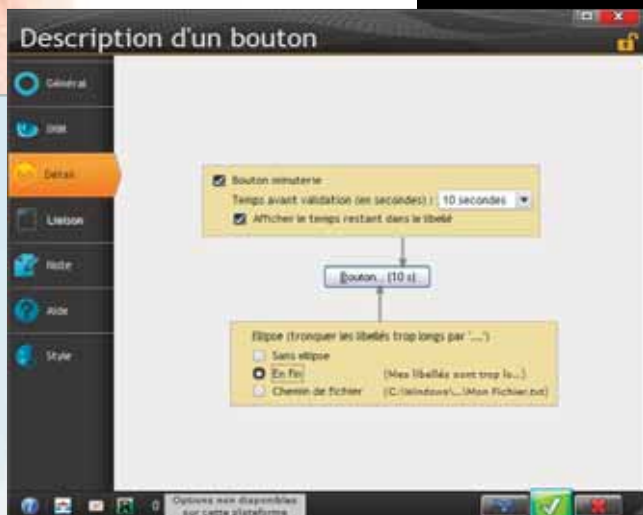 Description d'un bouton
Général
IHM
Détail
Liaison
Note
Aide
Style
Bouton minuterie
Temps avant validation (en secondes) : 10 secondes
Afficher le temps restant dans le libellé
Bouton... (10 s)
Ellipse (tronquer les libellés trop longs par '...')
Sans ellipse
En fin (Mes libellés sont trop lo...)
Chemin de fichier (C:\Windows\...\Mon Fichier.txt)
0
Options non disponibles
sur cette plateforme